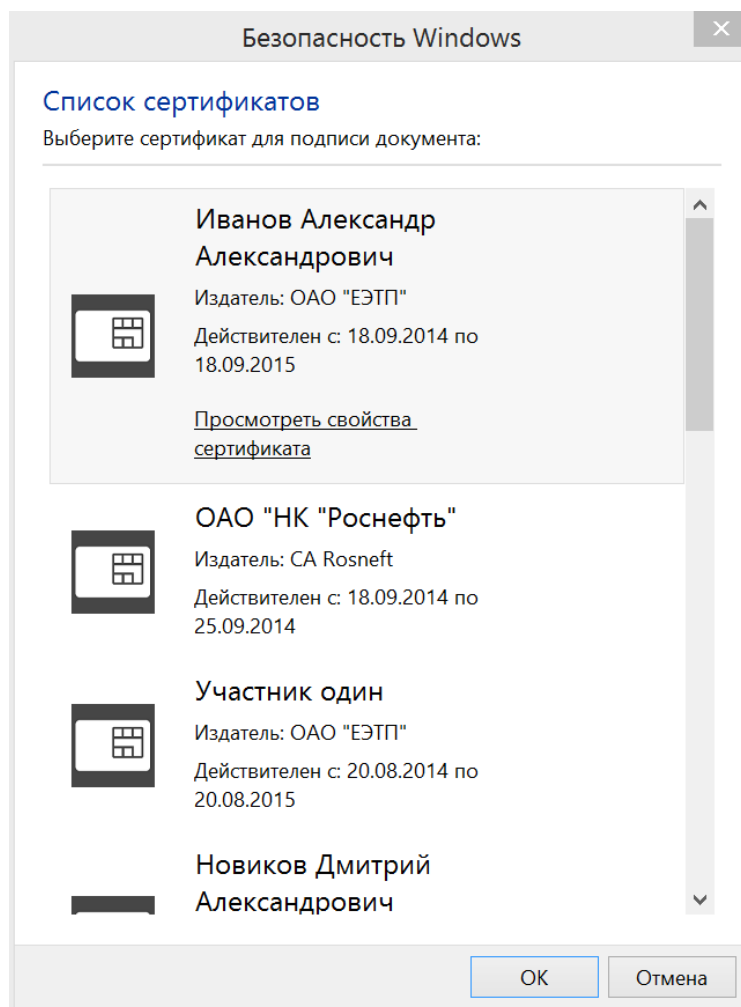 Безопасность Windows
Список сертификатов
Выберите сертификат для подписи документа:
Иванов Александр
Александрович
Издатель: ОАО "ЕЭТП"
Действителен с: 18.09.2014 по
18.09.2015
Просмотреть свойства
сертификата
ОАО "НК "Роснефть"
Издатель: CA Rosneft
Действителен с: 18.09.2014 по
25.09.2014
Участник один
Издатель: ОАО "ЕЭТП"
Действителен с: 20.08.2014 по
20.08.2015
Новиков Дмитрий
Александрович
ОК
Отмена